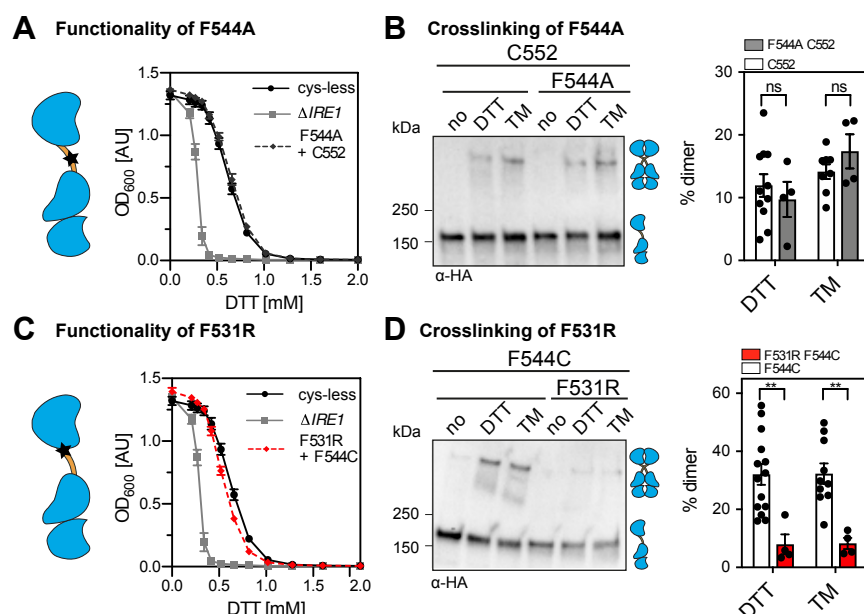 A Functionality of F544A
1.5
1.0
0.5
0.0
OD600 [AU]
0.0 0.5 1.0 1.5 2.0
DTT [mM]
cys-less
ΔIRE1
F544A
+ C552
B Crosslinking of F544A
C552
F544A
no DTT TM no DTT TM
kDa
250
150
α-HA
F544A C552
C552
30
20
10
0
% dimer
ns ns
DTT TM
C Functionality of F531R
1.5
1.0
0.5
0.0
OD600 [AU]
0.0 0.5 1.0 1.5 2.0
DTT [mM]
cys-less
ΔIRE1
F531R
+ F544C
D Crosslinking of F531R
F544C
F531R
no DTT TM no DTT TM
kDa
250
150
α-HA
F531R F544C
F544C
60
40
20
0
% dimer
** **
DTT TM